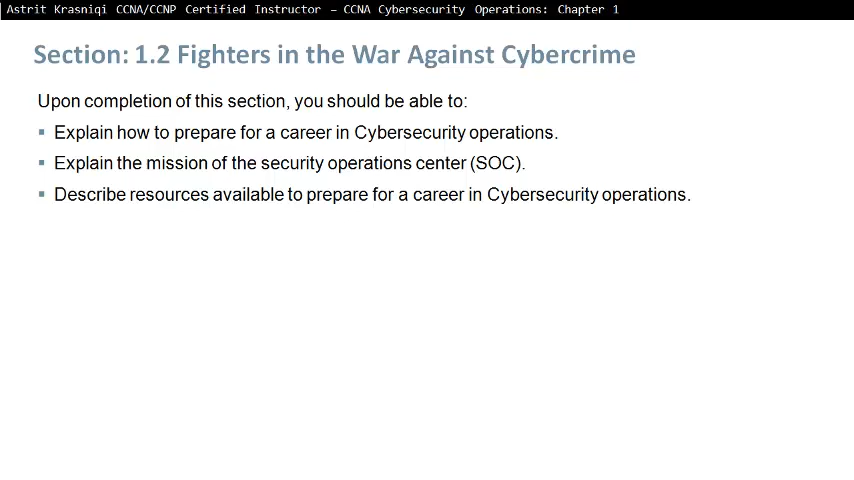 Astrit Krasniqi CCNA/CCNP Certified Instructor – CCNA Cybersecurity Operations: Chapter 1
Section: 1.2 Fighters in the War Against Cybercrime
Upon completion of this section, you should be able to:
▪ Explain how to prepare for a career in Cybersecurity operations.
▪ Explain the mission of the security operations center (SOC).
▪ Describe resources available to prepare for a career in Cybersecurity operations.